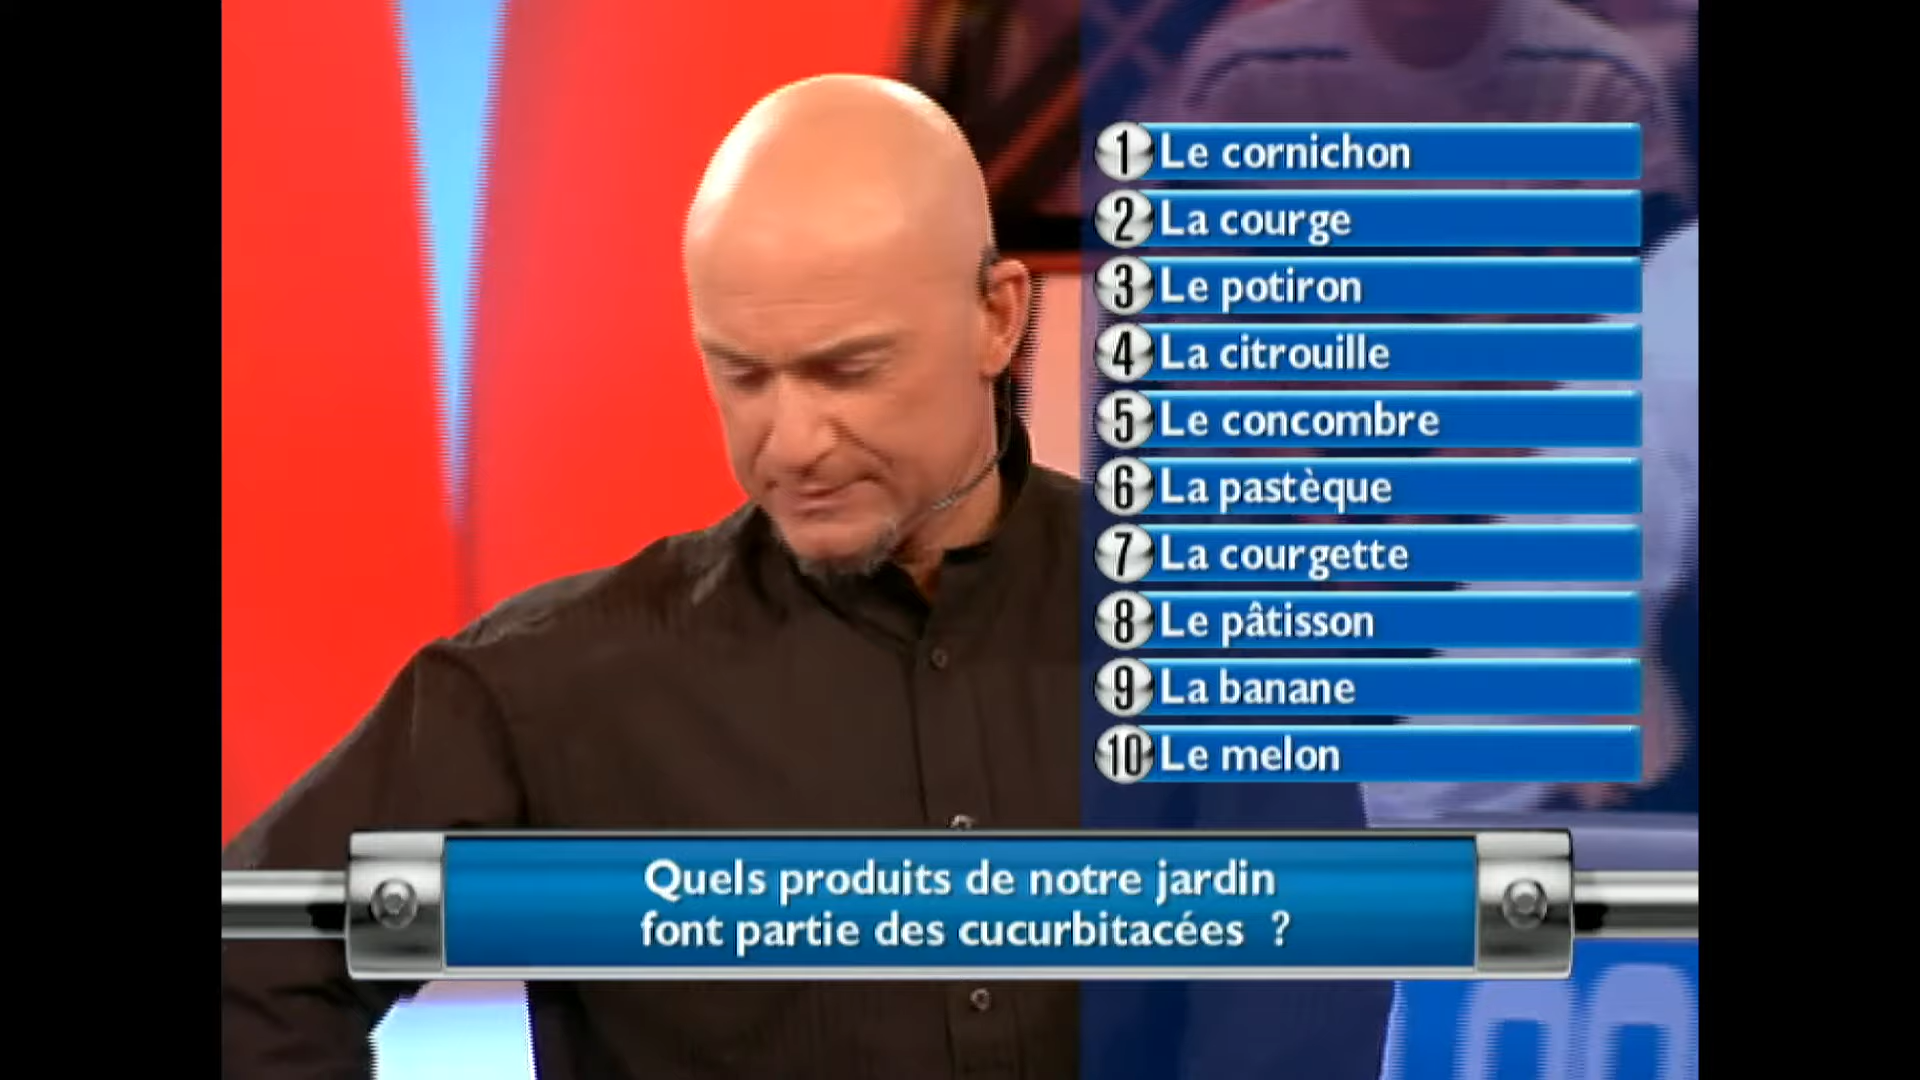 1 Le cornichon
2 La courge
3 Le potiron
4 La citrouille
5 Le concombre
6 La pastèque
7 La courgette
8 Le pâtisson
9 La banane
10 Le melon
Quels produits de notre jardin
font partie des cucurbitacées ?